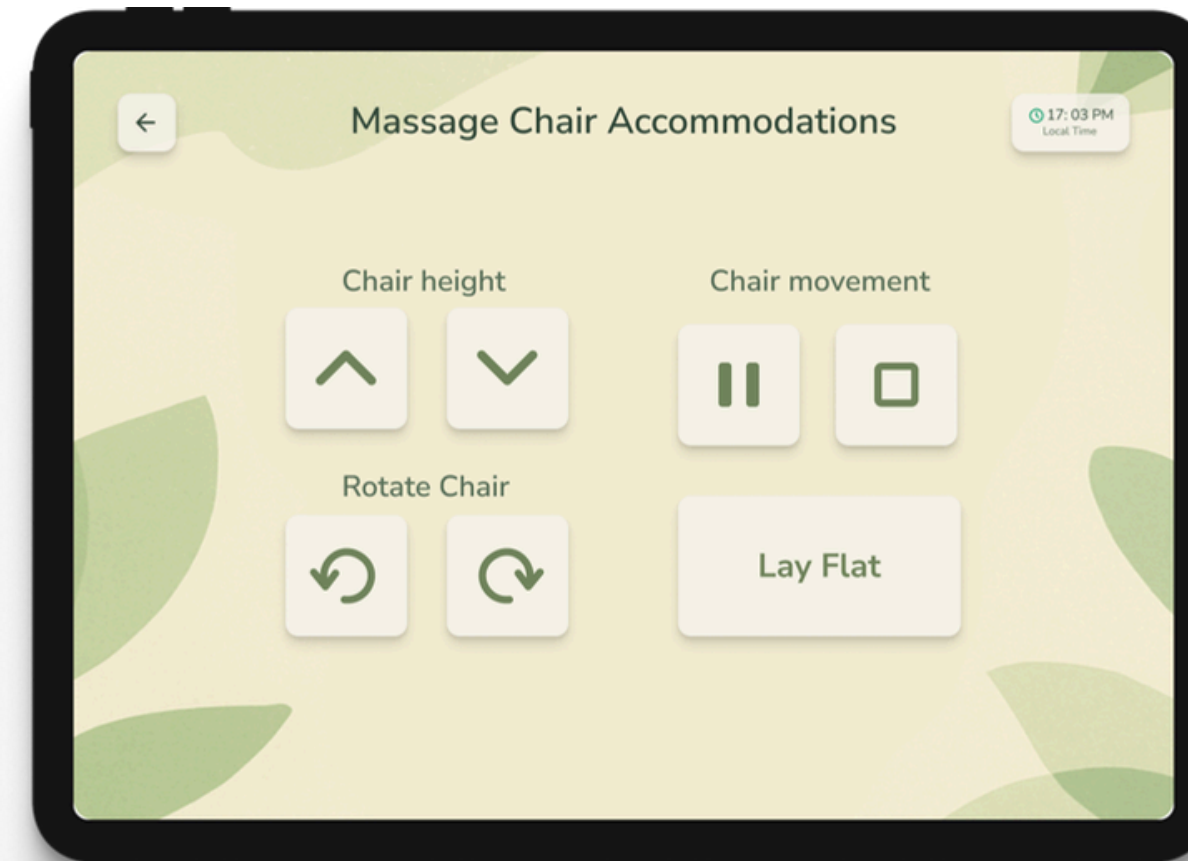 Massage Chair Accommodations
17: 03 PM
Local Time
Chair height
Chair movement
Rotate Chair
Lay Flat